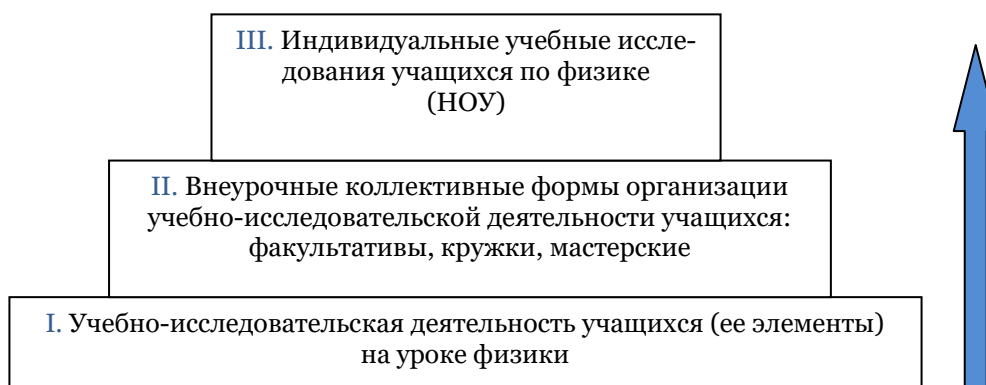 III. Индивидуальные учебные иссле-
дования учащихся по физике
(НОУ)
II. Внеурочные коллективные формы организации
учебно-исследовательской деятельности учащихся:
факультативы, кружки, мастерские
I. Учебно-исследовательская деятельность учащихся (ее элементы)
на уроке физики